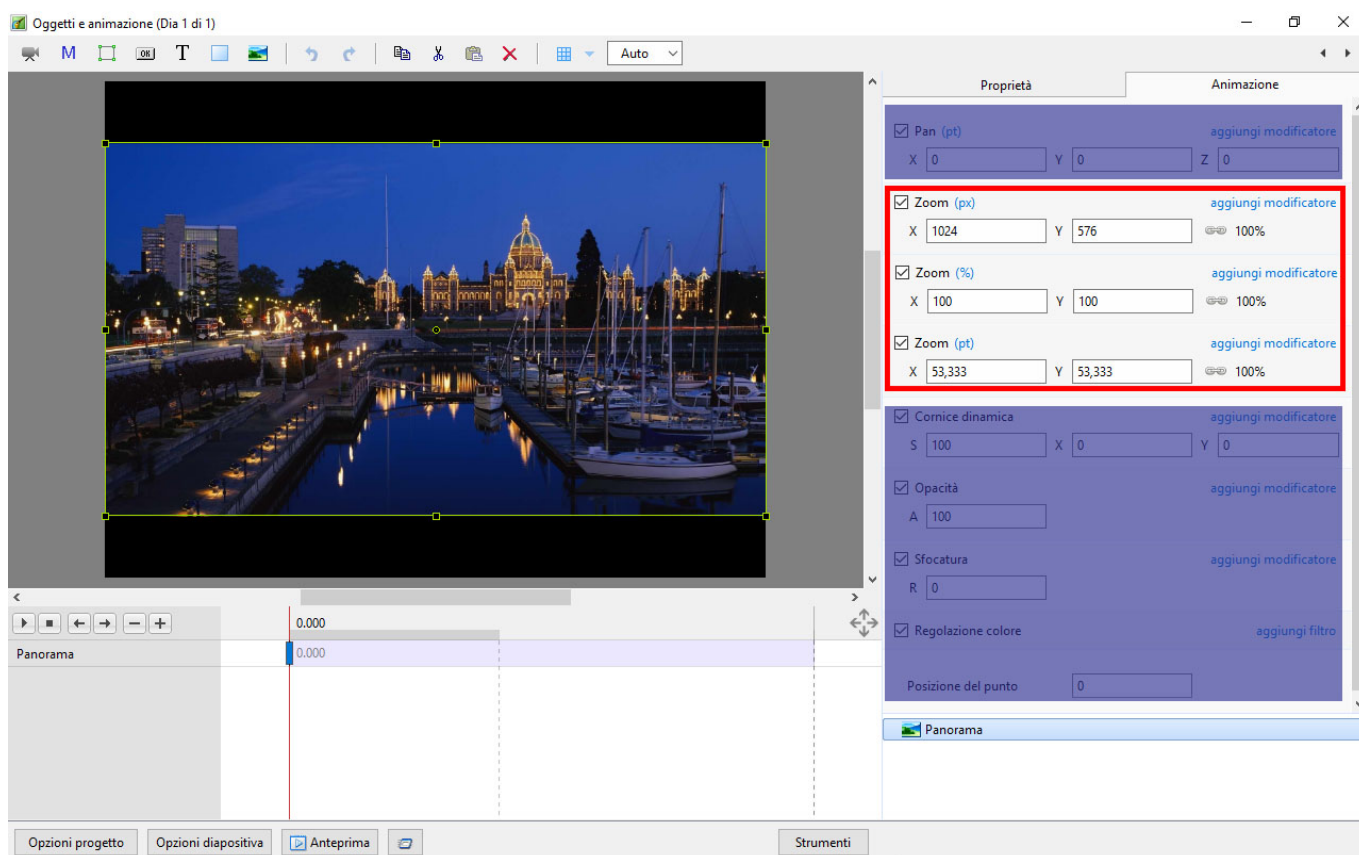 Oggetti e animazione (Dia 1 di 1)
M OK T Auto
Proprietà Animazione
Pan (pt) aggiungi modificatore
X 0 Y 0 Z 0
Zoom (px) aggiungi modificatore
X 1024 Y 576 100%
Zoom (%) aggiungi modificatore
X 100 Y 100 100%
Zoom (pt) aggiungi modificatore
X 53,333 Y 53,333 100%
Cornice dinamica aggiungi modificatore
S 100 X 0 Y 0
Opacità aggiungi modificatore
A 100
Sfocatura aggiungi modificatore
R 0
Regolazione colore aggiungi filtro
Posizione del punto 0
0.000
Panorama 0.000
Panorama
Opzioni progetto Opzioni diapositiva Anteprima Strumenti